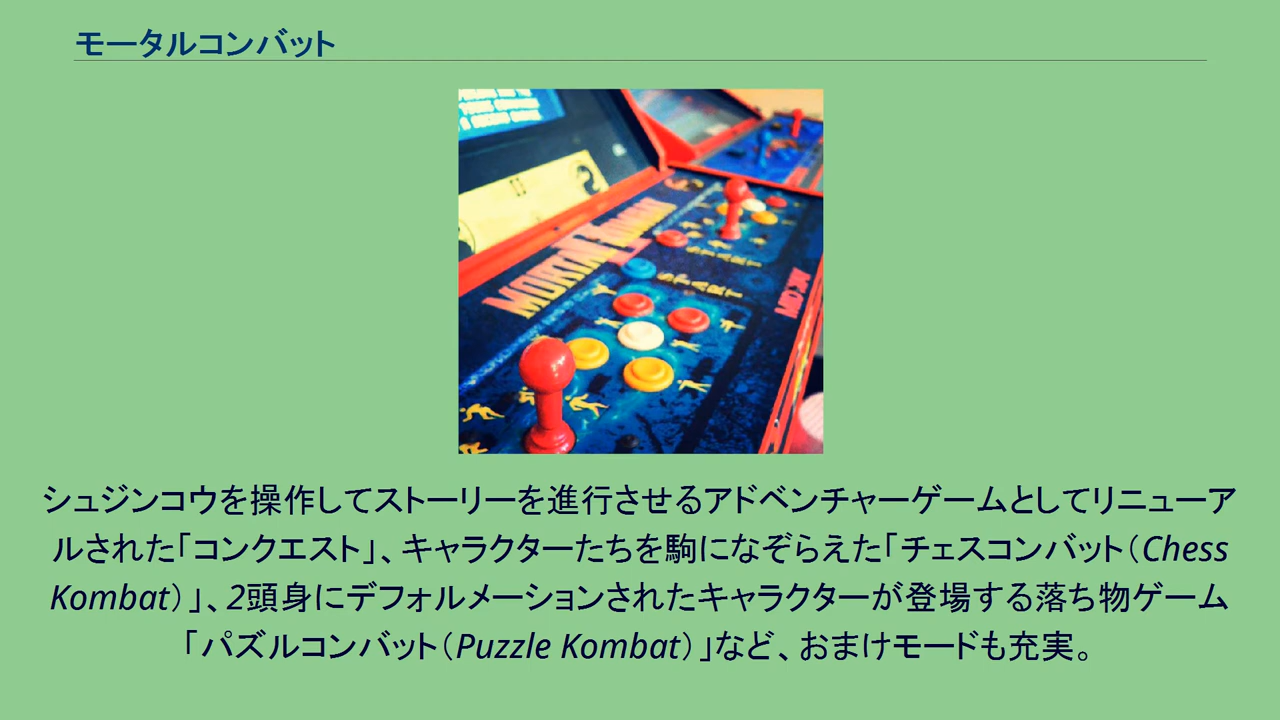 モータルコンバット
MORTAL KOMBAT
II
START
START
MIDWAY
シュジンコウを操作してストーリーを進行させるアドベンチャーゲームとしてリニューア
ルされた「コンクエスト」、キャラクターたちを駒になぞらえた「チェスコンバット（Chess
Kombat）」、2頭身にデフォルメーションされたキャラクターが登場する落ち物ゲーム
「パズルコンバット（Puzzle Kombat）」など、おまけモードも充実。